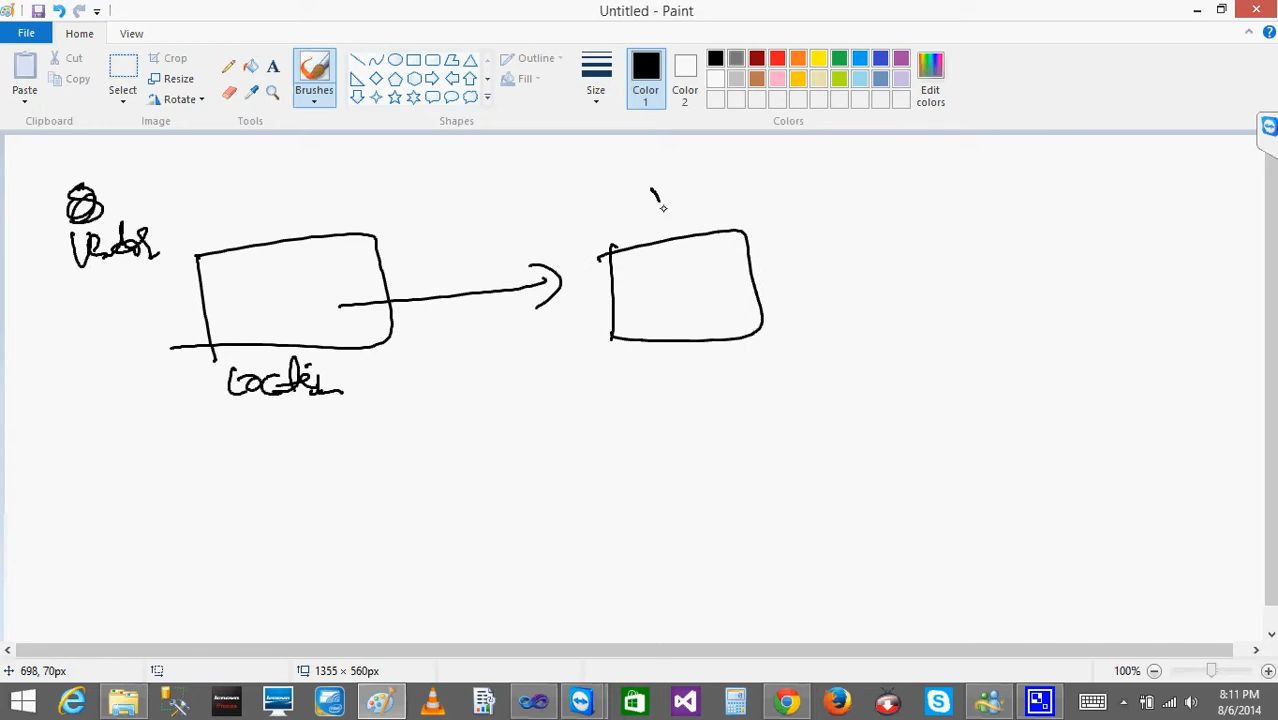 Untitled - Paint
File
Home
View
Paste
Cut
Copy
Clipboard
Select
Crop
Resize
Rotate
Image
Tools
Brushes
Shapes
Outline
Fill
Size
Color
1
Color
2
Edit
colors
Colors
Vendor
Location
698, 70px
1355 × 560px
100%
8:11 PM
8/6/2014